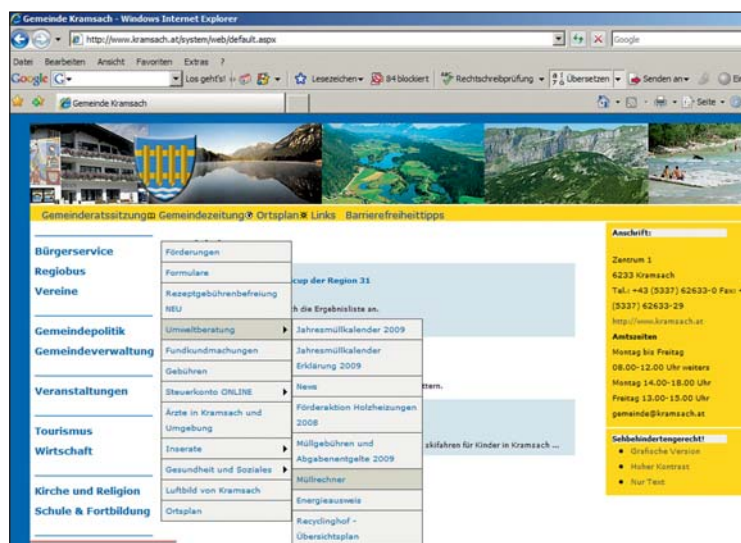 Gemeinde Kramsach - Windows Internet Explorer
http://www.kramsach.at/system/web/default.aspx
Google
Datei Bearbeiten Ansicht Favoriten Extras ?
Google G Los geht's! Lesezeichen 84 blockiert Rechtschreibprüfung Übersetzen Senden an
Gemeinde Kramsach
Seite
Gemeinderatssitzung Gemeindezeitung Ortsplan Links Barrierefreiheittipps
Bürgerservice
Regiobus
Vereine
Gemeindepolitik
Gemeindeverwaltung
Veranstaltungen
Tourismus
Wirtschaft
Kirche und Religion
Schule & Fortbildung
Förderungen
Formulare
Rezeptgebührenbefreiung
NEU
Umweltberatung
Fundkundmachungen
Gebühren
Steuerkonto ONLINE
Ärzte in Kramsach und
Umgebung
Inserate
Gesundheit und Soziales
Luftbild von Kramsach
Ortsplan
Jahresmüllkalender 2009
Jahresmüllkalender
Erklärung 2009
News
Förderaktion Holzheizungen
2008
Müllgebühren und
Abgabenentgelte 2009
Müllrechner
Energieausweis
Recyclinghof -
Übersichtsplan
cup der Region 31
ch die Ergebnisliste an.
ttern.
skifahren für Kinder in Kramsach ...
Anschrift:
Zentrum 1
6233 Kramsach
Tel.: +43 (5337) 62633-0 Fax: +
(5337) 62633-29
http://www.kramsach.at
Amtszeiten
Montag bis Freitag
08.00-12.00 Uhr weiters
Montag 14.00-18.00 Uhr
Freitag 13.00-15.00 Uhr
gemeinde@kramsach.at
Sehbehindertengerecht!
Grafische Version
Hoher Kontrast
Nur Text